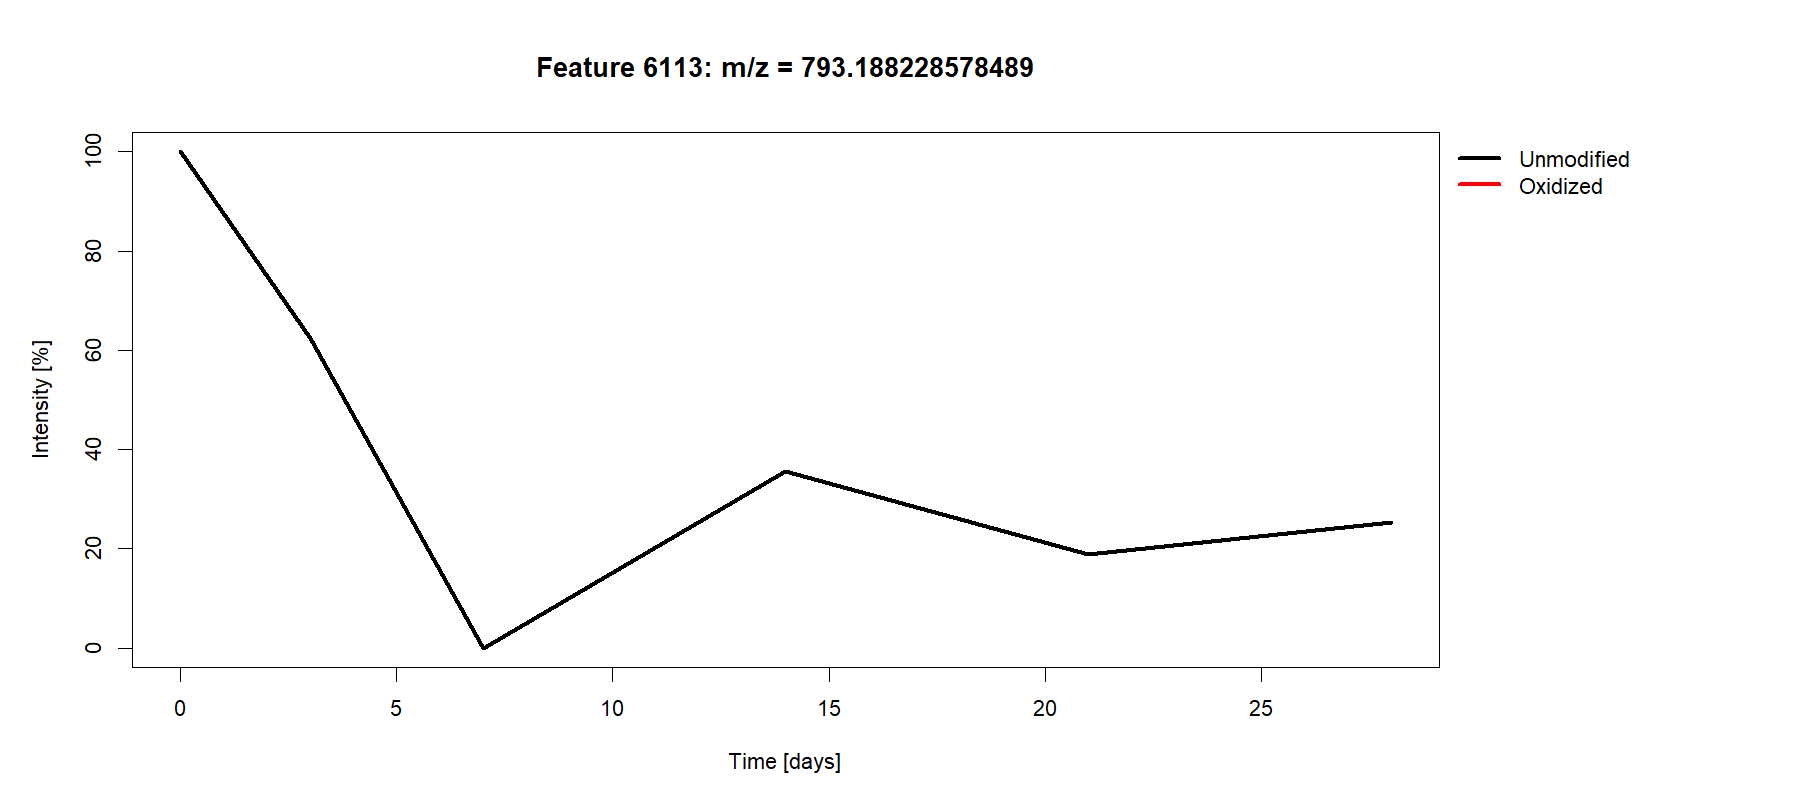 Feature 6113: m/z = 793.188228578489
Unmodified
Oxidized
Intensity [%]
100
80
60
40
20
0
0 5 10 15 20 25
Time [days]